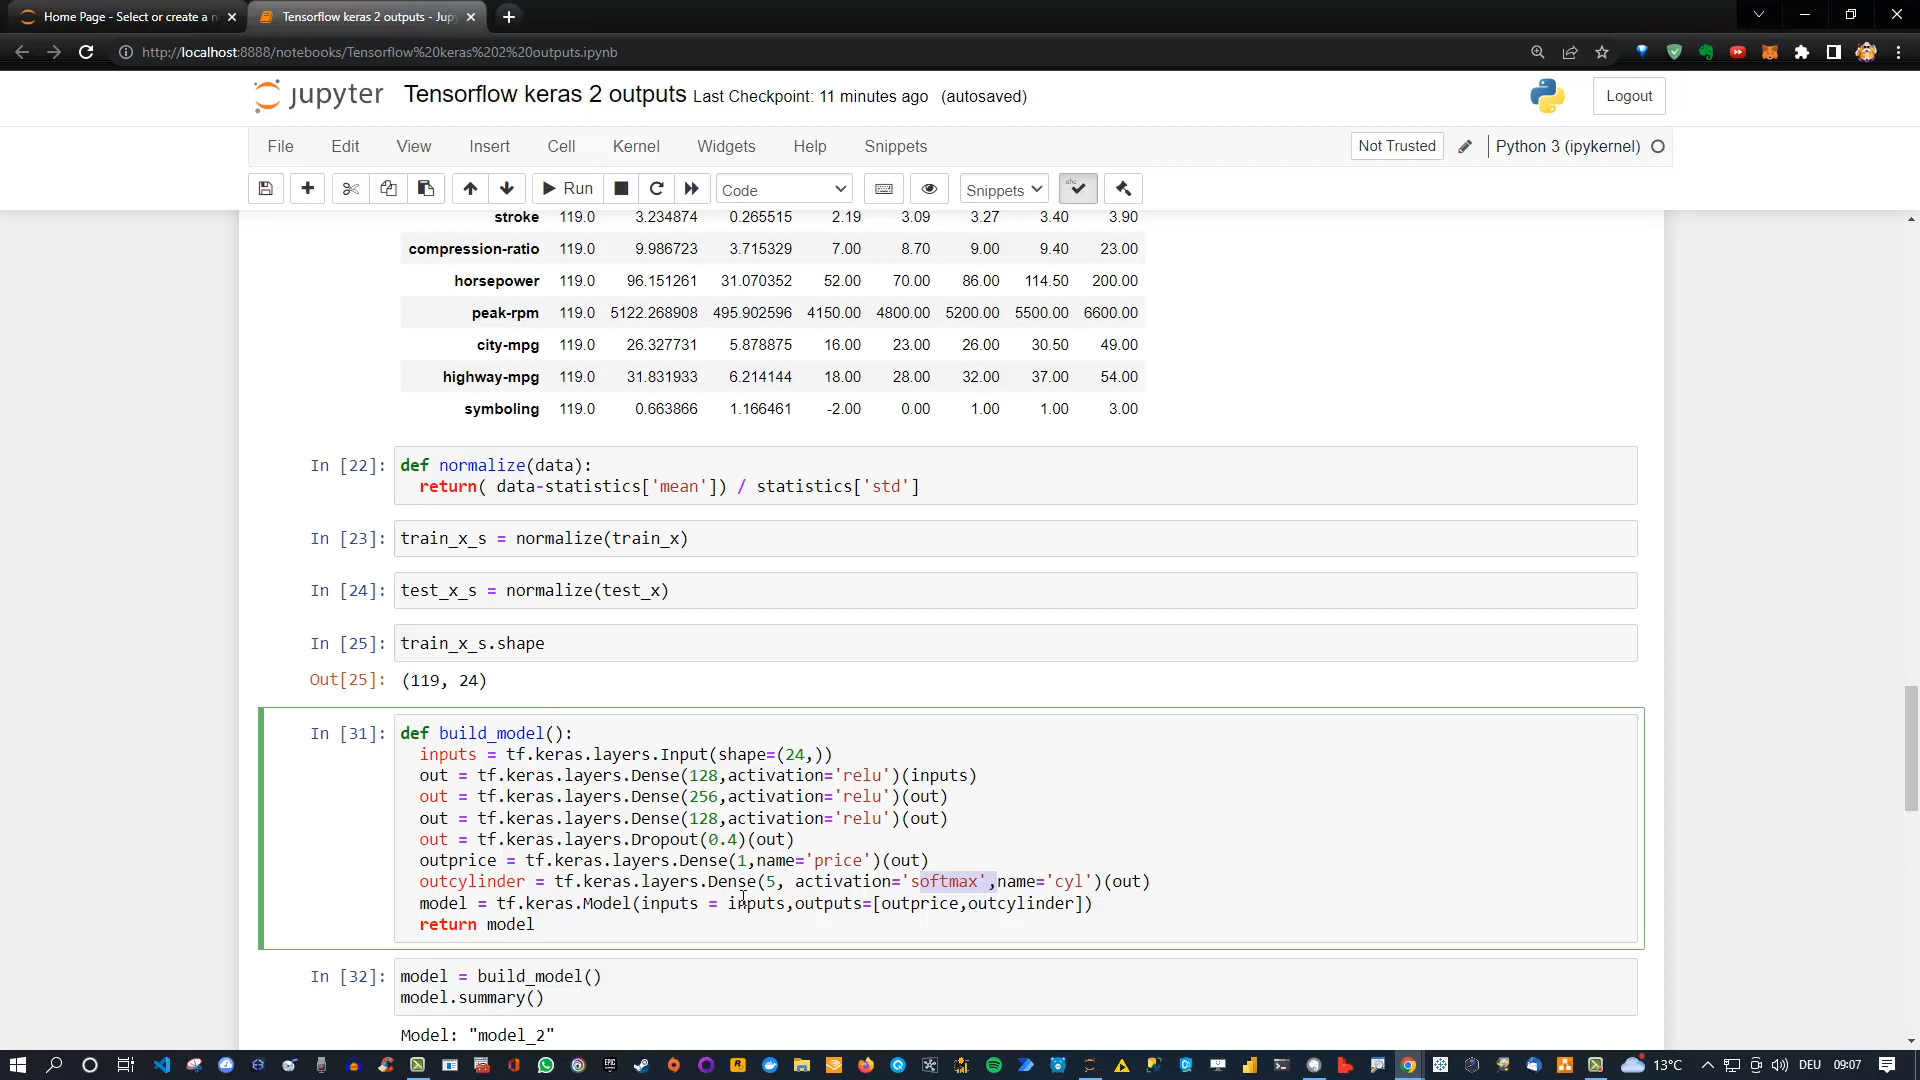 Home Page - Select or create a n
Tensorflow keras 2 outputs - Jup
http://localhost:8888/notebooks/Tensorflow%20keras%202%20outputs.ipynb
jupyter Tensorflow keras 2 outputs Last Checkpoint: 11 minutes ago (autosaved)
Logout
File Edit View Insert Cell Kernel Widgets Help Snippets
Not Trusted Python 3 (ipykernel)
Run Code Snippets
stroke 119.0 3.234874 0.265515 2.19 3.09 3.27 3.40 3.90
compression-ratio 119.0 9.986723 3.715329 7.00 8.70 9.00 9.40 23.00
horsepower 119.0 96.151261 31.070352 52.00 70.00 86.00 114.50 200.00
peak-rpm 119.0 5122.268908 495.902596 4150.00 4800.00 5200.00 5500.00 6600.00
city-mpg 119.0 26.327731 5.878875 16.00 23.00 26.00 30.50 49.00
highway-mpg 119.0 31.831933 6.214144 18.00 28.00 32.00 37.00 54.00
symboling 119.0 0.663866 1.166461 -2.00 0.00 1.00 1.00 3.00
In [22]: def normalize(data):
return( data-statistics['mean']) / statistics['std']
In [23]: train_x_s = normalize(train_x)
In [24]: test_x_s = normalize(test_x)
In [25]: train_x_s.shape
Out[25]: (119, 24)
In [31]: def build_model():
inputs = tf.keras.layers.Input(shape=(24,))
out = tf.keras.layers.Dense(128,activation='relu')(inputs)
out = tf.keras.layers.Dense(256,activation='relu')(out)
out = tf.keras.layers.Dense(128,activation='relu')(out)
out = tf.keras.layers.Dropout(0.4)(out)
outprice = tf.keras.layers.Dense(1,name='price')(out)
outcylinder = tf.keras.layers.Dense(5, activation='softmax',name='cyl')(out)
model = tf.keras.Model(inputs = inputs,outputs=[outprice,outcylinder])
return model
In [32]: model = build_model()
model.summary()
Model: "model_2"
13°C DEU 09:07